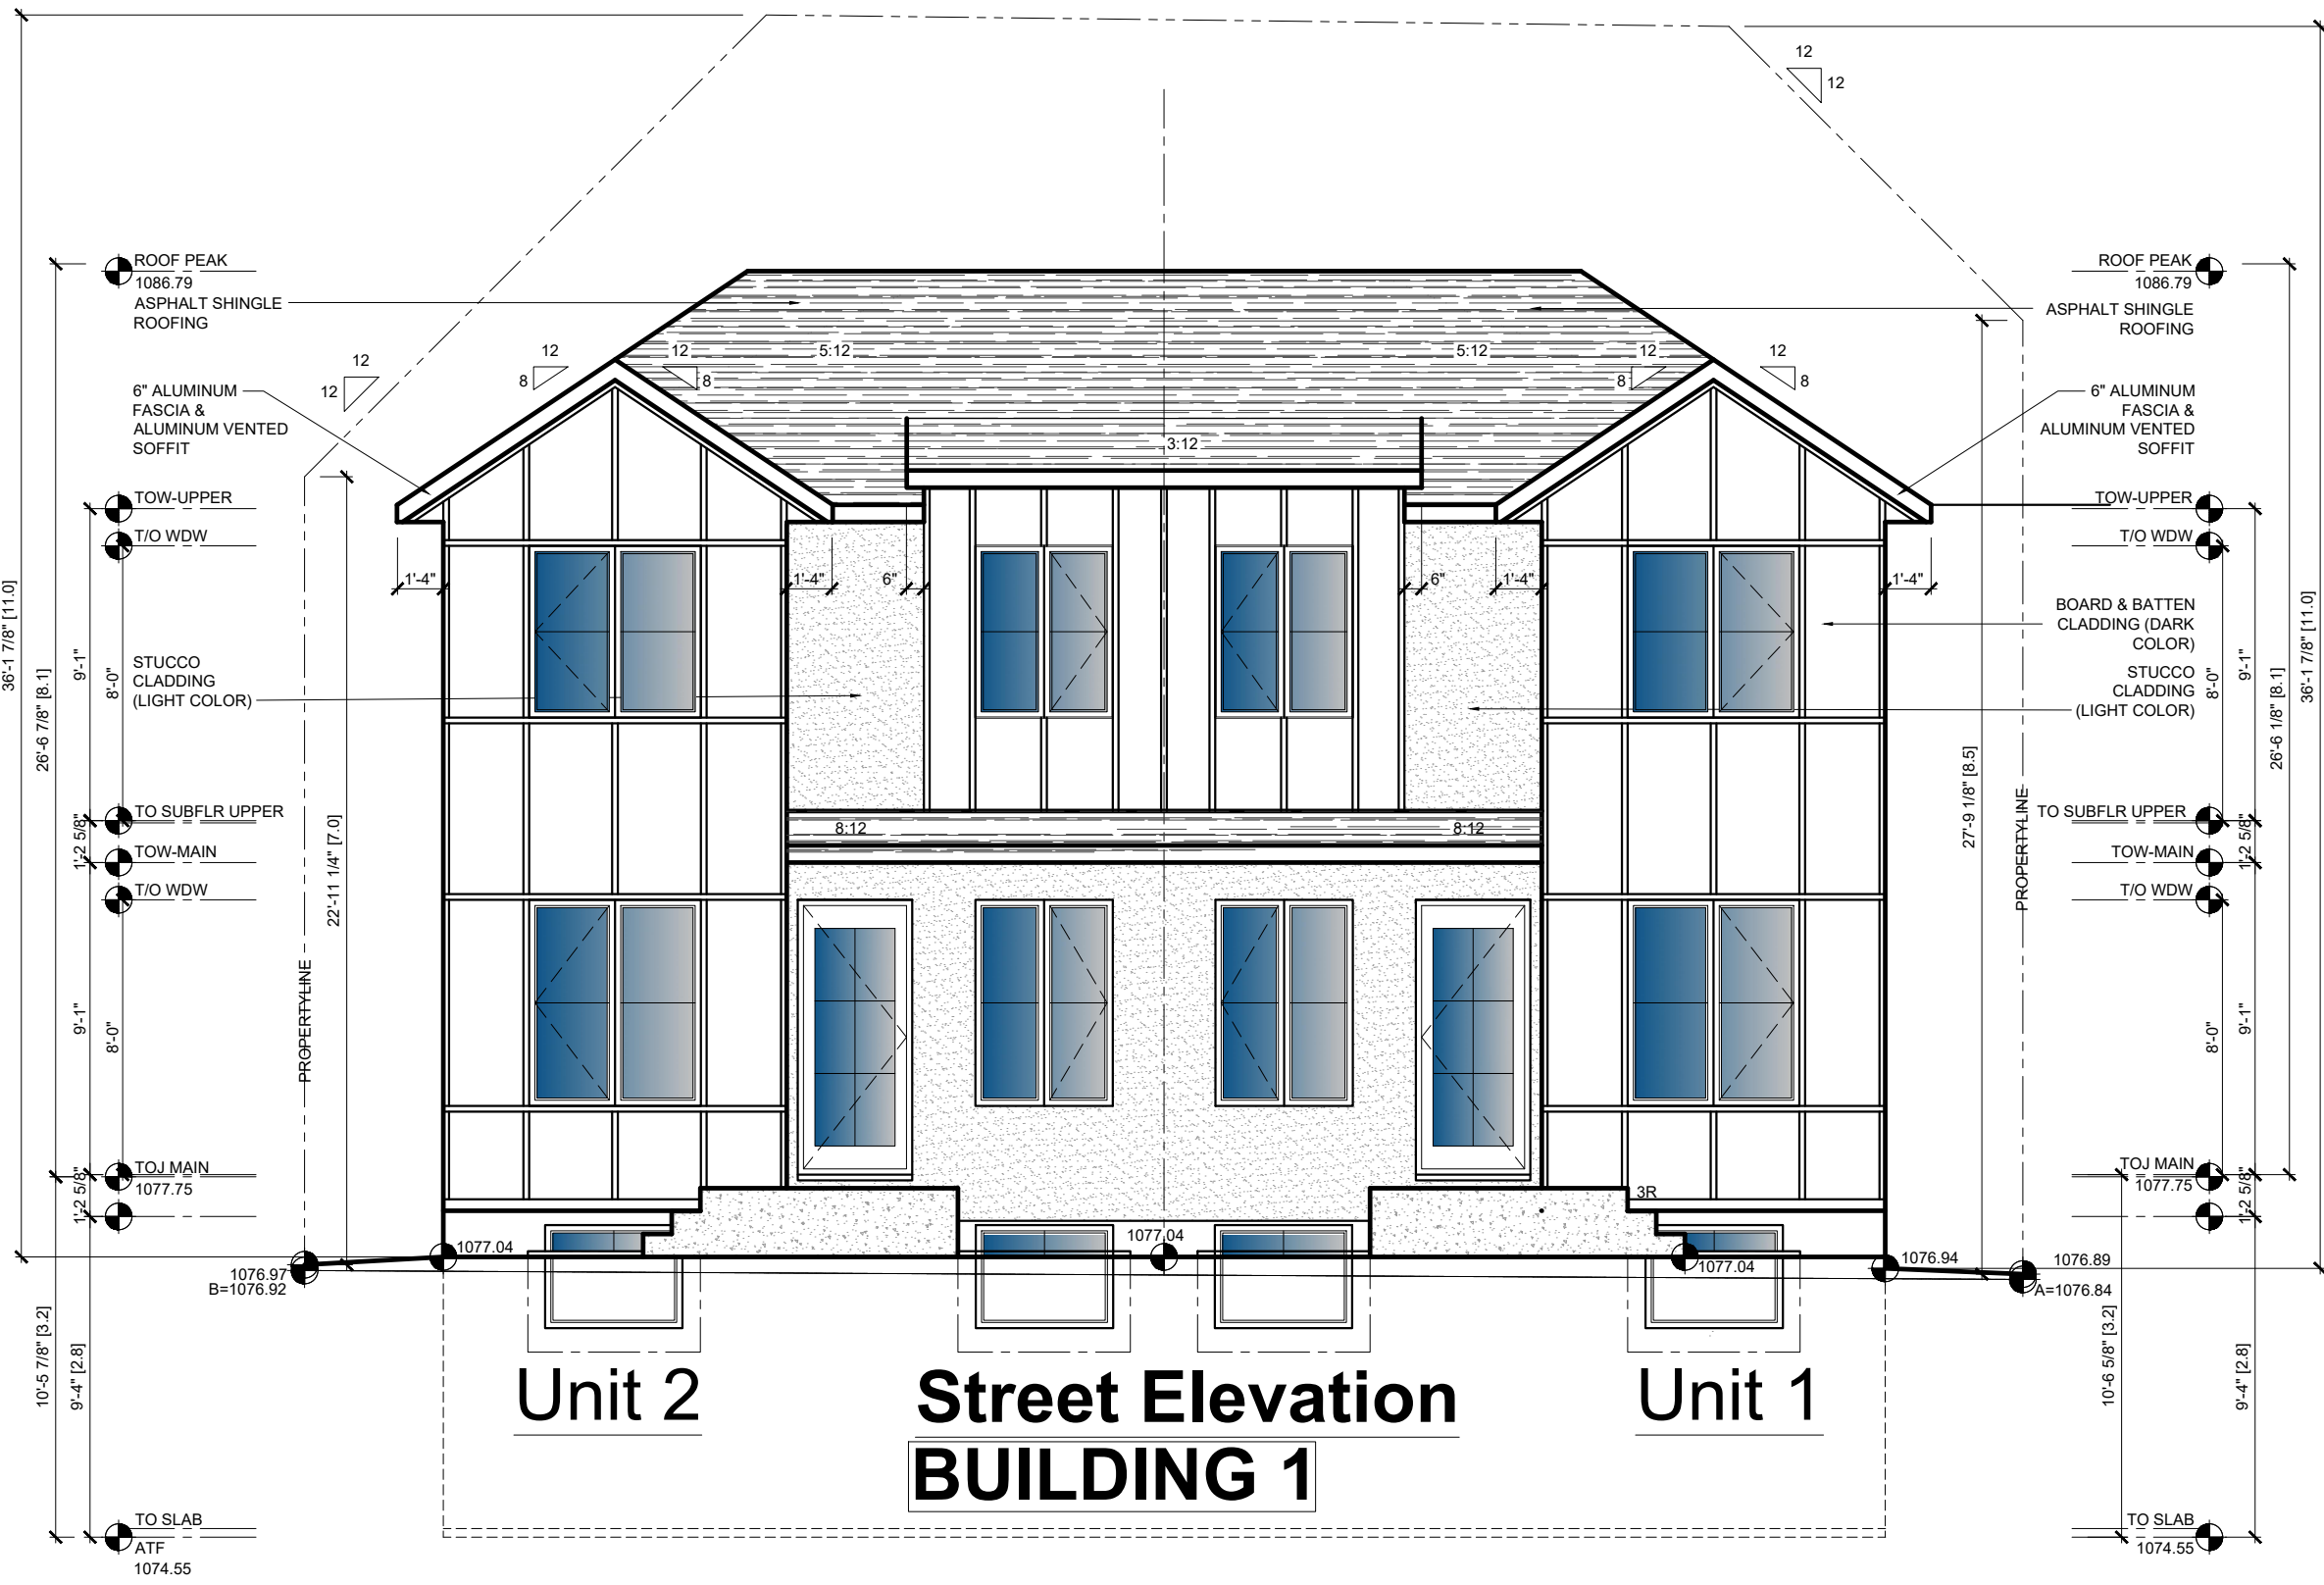 12
12
ROOF PEAK
1086.79
ASPHALT SHINGLE
ROOFING
ROOF PEAK
1086.79
ASPHALT SHINGLE
ROOFING
12
12
12
8
12
8
5:12
5:12
12
8
12
8
3:12
6" ALUMINUM
FASCIA &
ALUMINUM VENTED
SOFFIT
6" ALUMINUM
FASCIA &
ALUMINUM VENTED
SOFFIT
TOW-UPPER
T/O WDW
TOW-UPPER
T/O WDW
1'-4"
1'-4"
6"
6"
1'-4"
1'-4"
36'-1 7/8" [11.0]
26'-6 7/8" [8.1]
9'-1"
8'-0"
STUCCO
CLADDING
(LIGHT COLOR)
BOARD & BATTEN
CLADDING (DARK
COLOR)
STUCCO
CLADDING
(LIGHT COLOR)
8'-0"
9'-1"
26'-6 1/8" [8.1]
36'-1 7/8" [11.0]
TO SUBFLR UPPER
1'-2 5/8"
TOW-MAIN
T/O WDW
22'-11 1/4" [7.0]
8:12
8:12
27'-9 1/8" [8.5]
PROPERTYLINE
TO SUBFLR UPPER
1'-2 5/8"
TOW-MAIN
T/O WDW
9'-1"
8'-0"
PROPERTYLINE
8'-0"
9'-1"
TOJ MAIN
1077.75
1'-2 5/8"
3R
TOJ MAIN
1077.75
1'-2 5/8"
1077.04
1077.04
1077.04
1076.94
1076.89
A=1076.84
1076.97
B=1076.92
10'-5 7/8" [3.2]
9'-4" [2.8]
10'-6 5/8" [3.2]
9'-4" [2.8]
Unit 2
Street Elevation
Unit 1
BUILDING 1
TO SLAB
ATF
1074.55
TO SLAB
1074.55